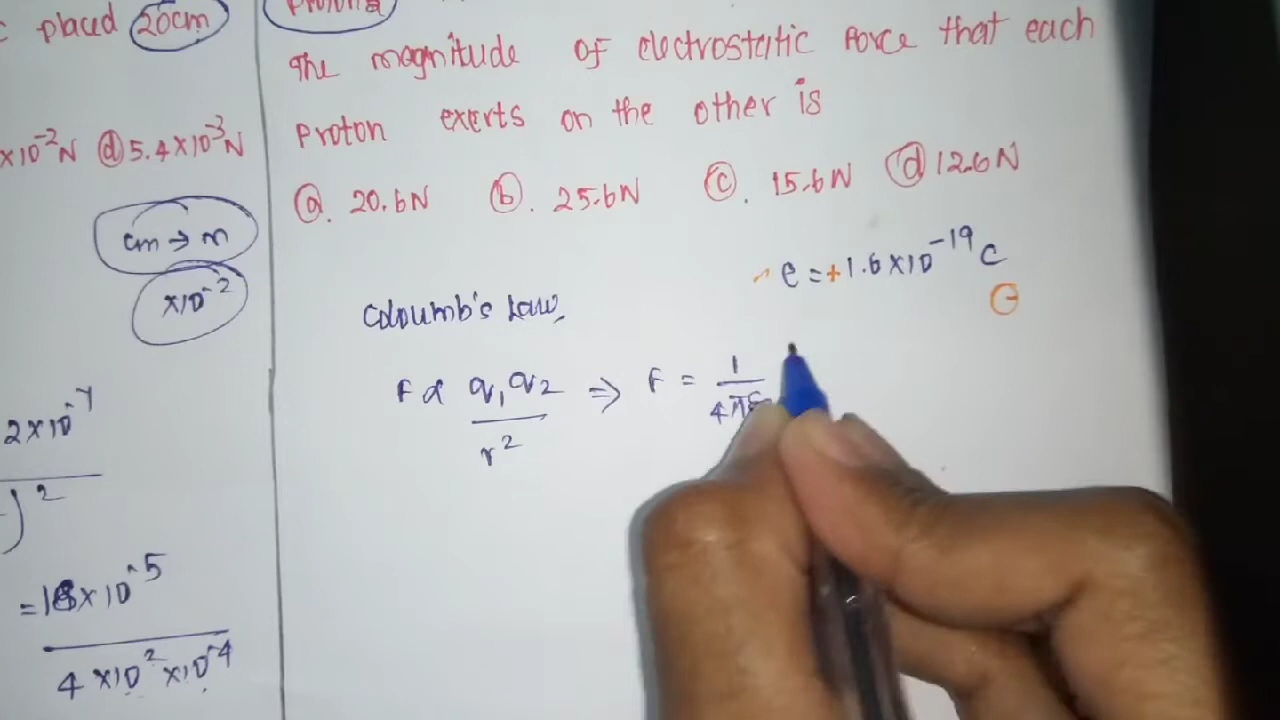 c placed 20cm
×10⁻²N ⓓ 5.4×10⁻³N
cm → m
×10⁻²
2×10⁻⁷
)²
=18×10⁻⁵
4×10²×10⁻⁴
The magnitude of electrostatic Force that each
Proton exerts on the other is
ⓐ. 20.6N ⓑ. 25.6N ⓒ. 15.6N ⓓ 12.6N
e = +1.6×10⁻¹⁹ C
Coloumb's Law,
F ∝ q₁q₂ ⇒ F = 1
r² 4πε